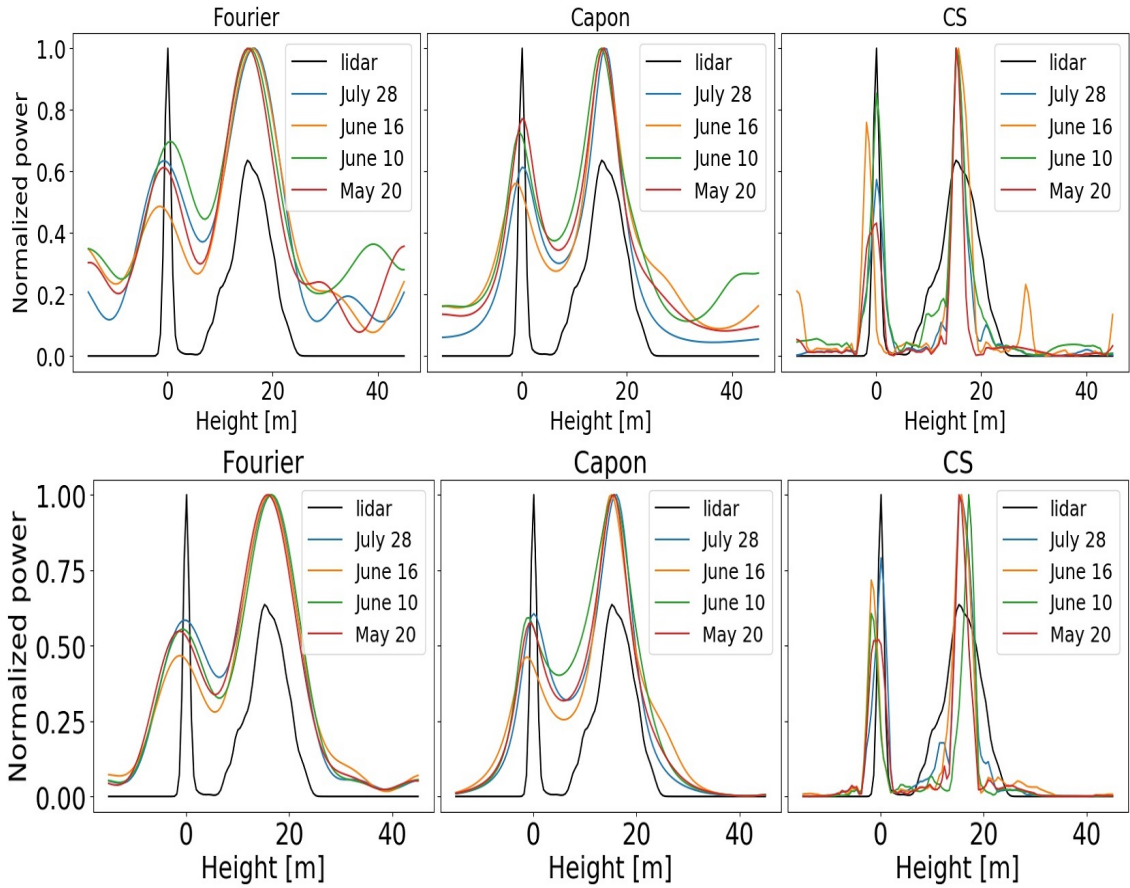 Fourier
Capon
CS
Normalized power
1.0
0.8
0.6
0.4
0.2
0.0
lidar
July 28
June 16
June 10
May 20
lidar
July 28
June 16
June 10
May 20
lidar
July 28
June 16
June 10
May 20
0 20 40
0 20 40
0 20 40
Height [m]
Height [m]
Height [m]
Fourier
Capon
CS
Normalized power
1.00
0.75
0.50
0.25
0.00
lidar
July 28
June 16
June 10
May 20
lidar
July 28
June 16
June 10
May 20
lidar
July 28
June 16
June 10
May 20
0 20 40
0 20 40
0 20 40
Height [m]
Height [m]
Height [m]